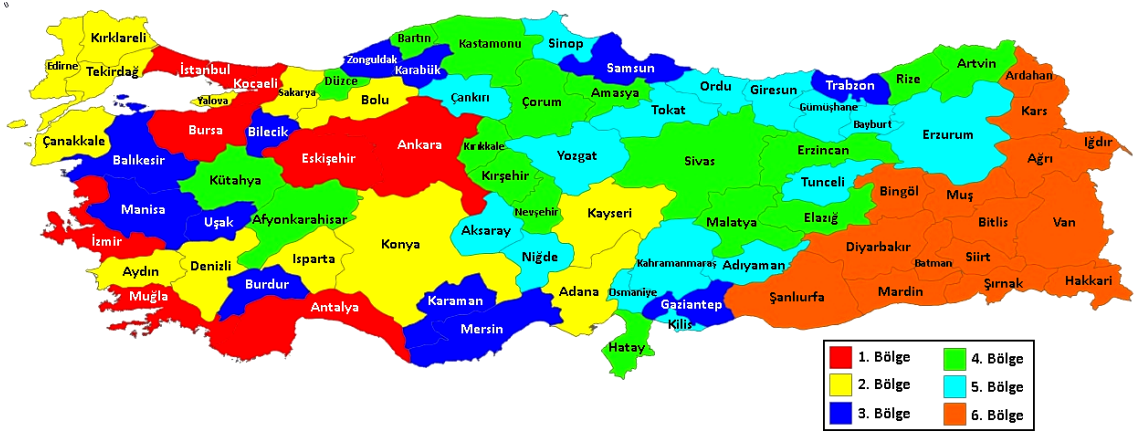 Kırklareli
Edirne
Tekirdağ
İstanbul
Kocaeli
Yalova
Sakarya
Düzce
Bolu
Zonguldak
Bartın
Karabük
Kastamonu
Sinop
Samsun
Çankırı
Çorum
Amasya
Tokat
Ordu
Giresun
Trabzon
Gümüşhane
Bayburt
Rize
Artvin
Ardahan
Kars
Iğdır
Ağrı
Erzurum
Erzincan
Çanakkale
Balıkesir
Bursa
Bilecik
Eskişehir
Ankara
Kırıkkale
Kırşehir
Yozgat
Sivas
Tunceli
Bingöl
Muş
Bitlis
Van
Kütahya
Manisa
Uşak
Afyonkarahisar
İzmir
Aydın
Denizli
Isparta
Konya
Aksaray
Nevşehir
Niğde
Kayseri
Malatya
Elazığ
Diyarbakır
Batman
Siirt
Şırnak
Hakkari
Mardin
Şanlıurfa
Adıyaman
Kahramanmaraş
Osmaniye
Gaziantep
Kilis
Hatay
Adana
Mersin
Karaman
Antalya
Burdur
Muğla
1. Bölge
2. Bölge
3. Bölge
4. Bölge
5. Bölge
6. Bölge